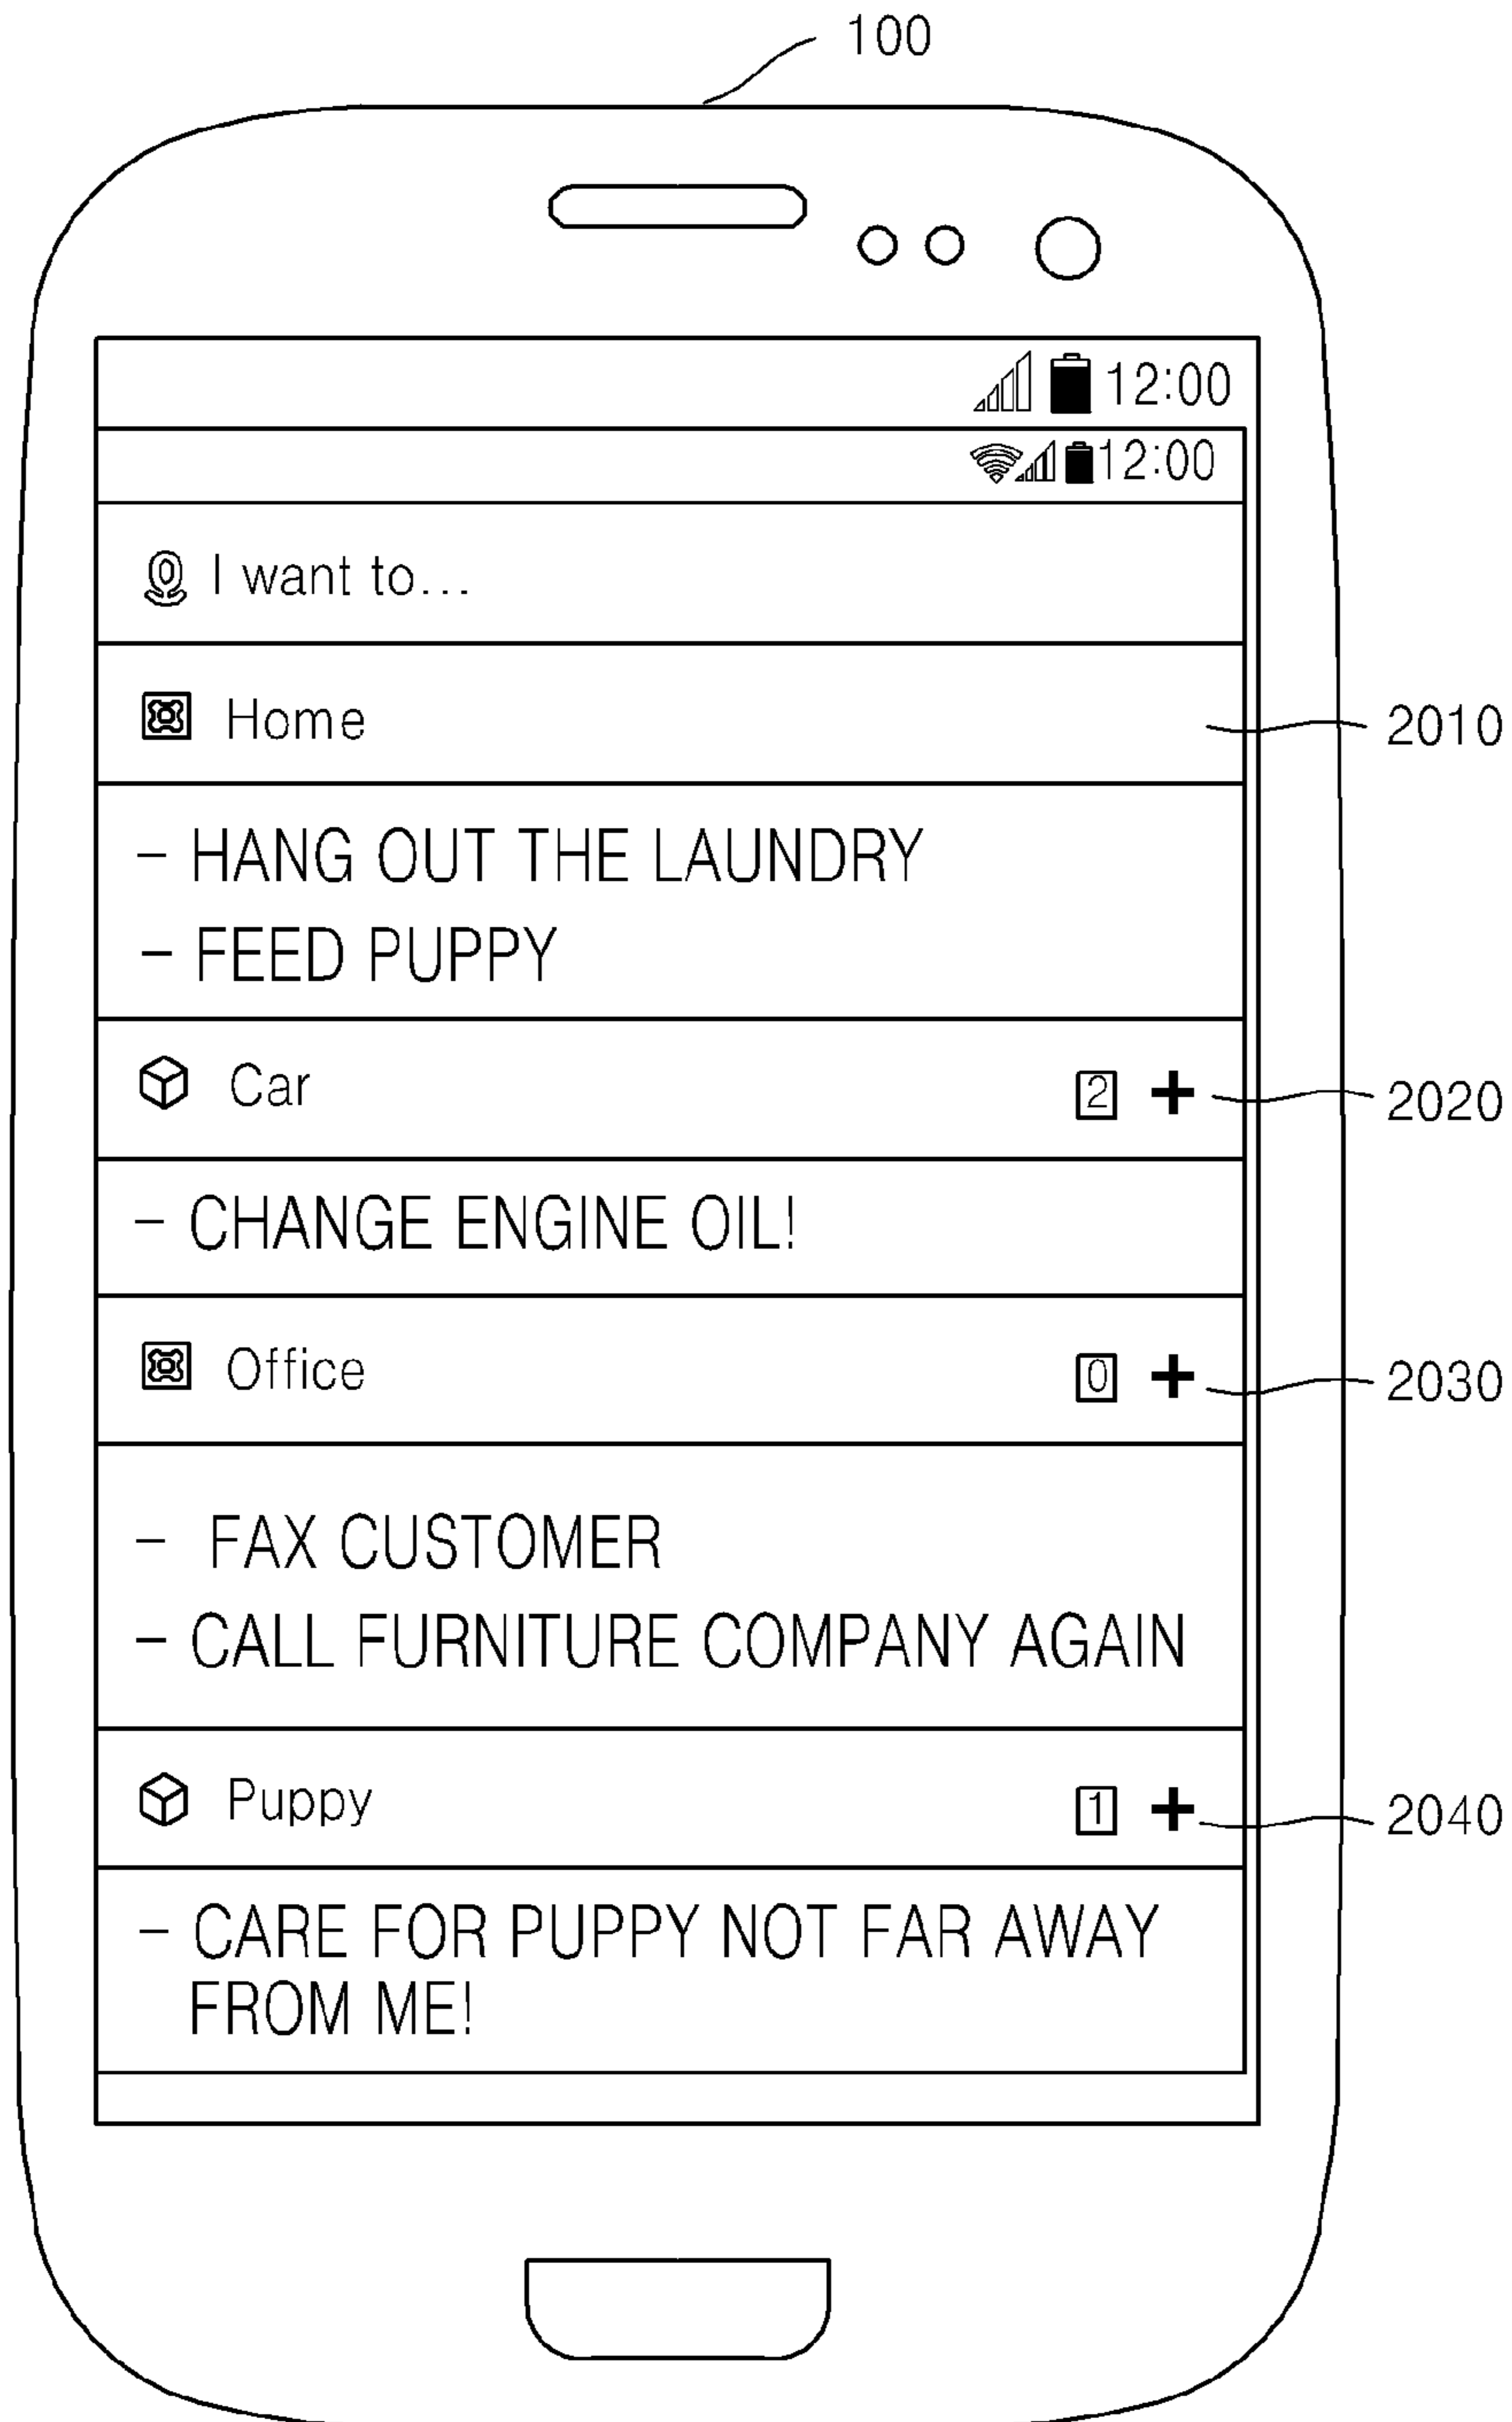 100
12:00
12:00
I want to...
Home
2010
- HANG OUT THE LAUNDRY
- FEED PUPPY
Car 2 +
2020
- CHANGE ENGINE OIL!
Office 0 +
2030
- FAX CUSTOMER
- CALL FURNITURE COMPANY AGAIN
Puppy 1 +
2040
- CARE FOR PUPPY NOT FAR AWAY
FROM ME!